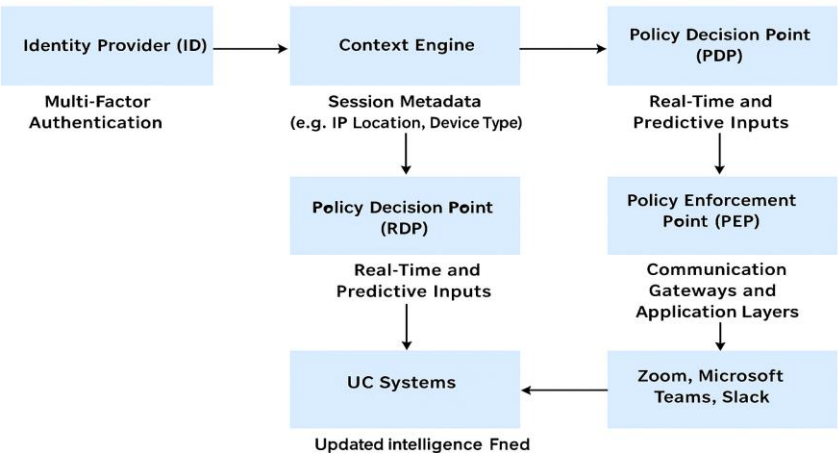 Identity Provider (ID)
Context Engine
Policy Decision Point
(PDP)
Multi-Factor
Authentication
Session Metadata
(e.g. IP Location, Device Type)
Real-Time and
Predictive Inputs
Policy Decision Point
(RDP)
Policy Enforcement
Point (PEP)
Real-Time and
Predictive Inputs
Communication
Gateways and
Application Layers
UC Systems
Zoom, Microsoft
Teams, Slack
Updated intelligence Fned